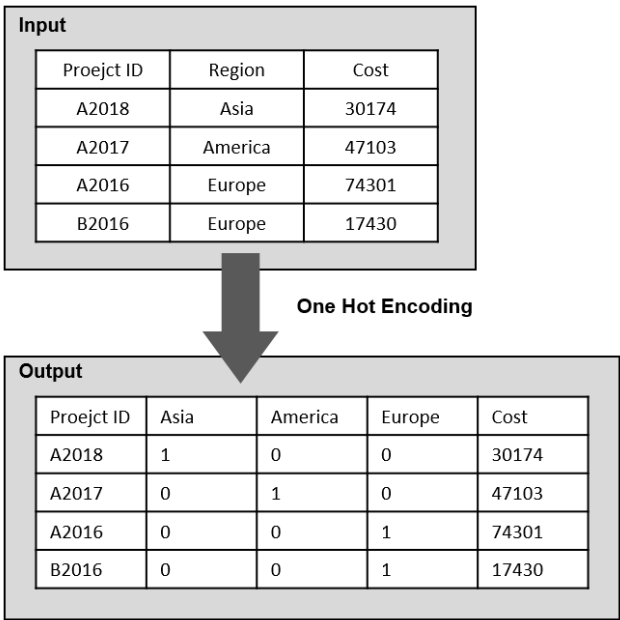 Input
Proejct ID Region Cost
A2018 Asia 30174
A2017 America 47103
A2016 Europe 74301
B2016 Europe 17430
One Hot Encoding
Output
Proejct ID Asia America Europe Cost
A2018 1 0 0 30174
A2017 0 1 0 47103
A2016 0 0 1 74301
B2016 0 0 1 17430